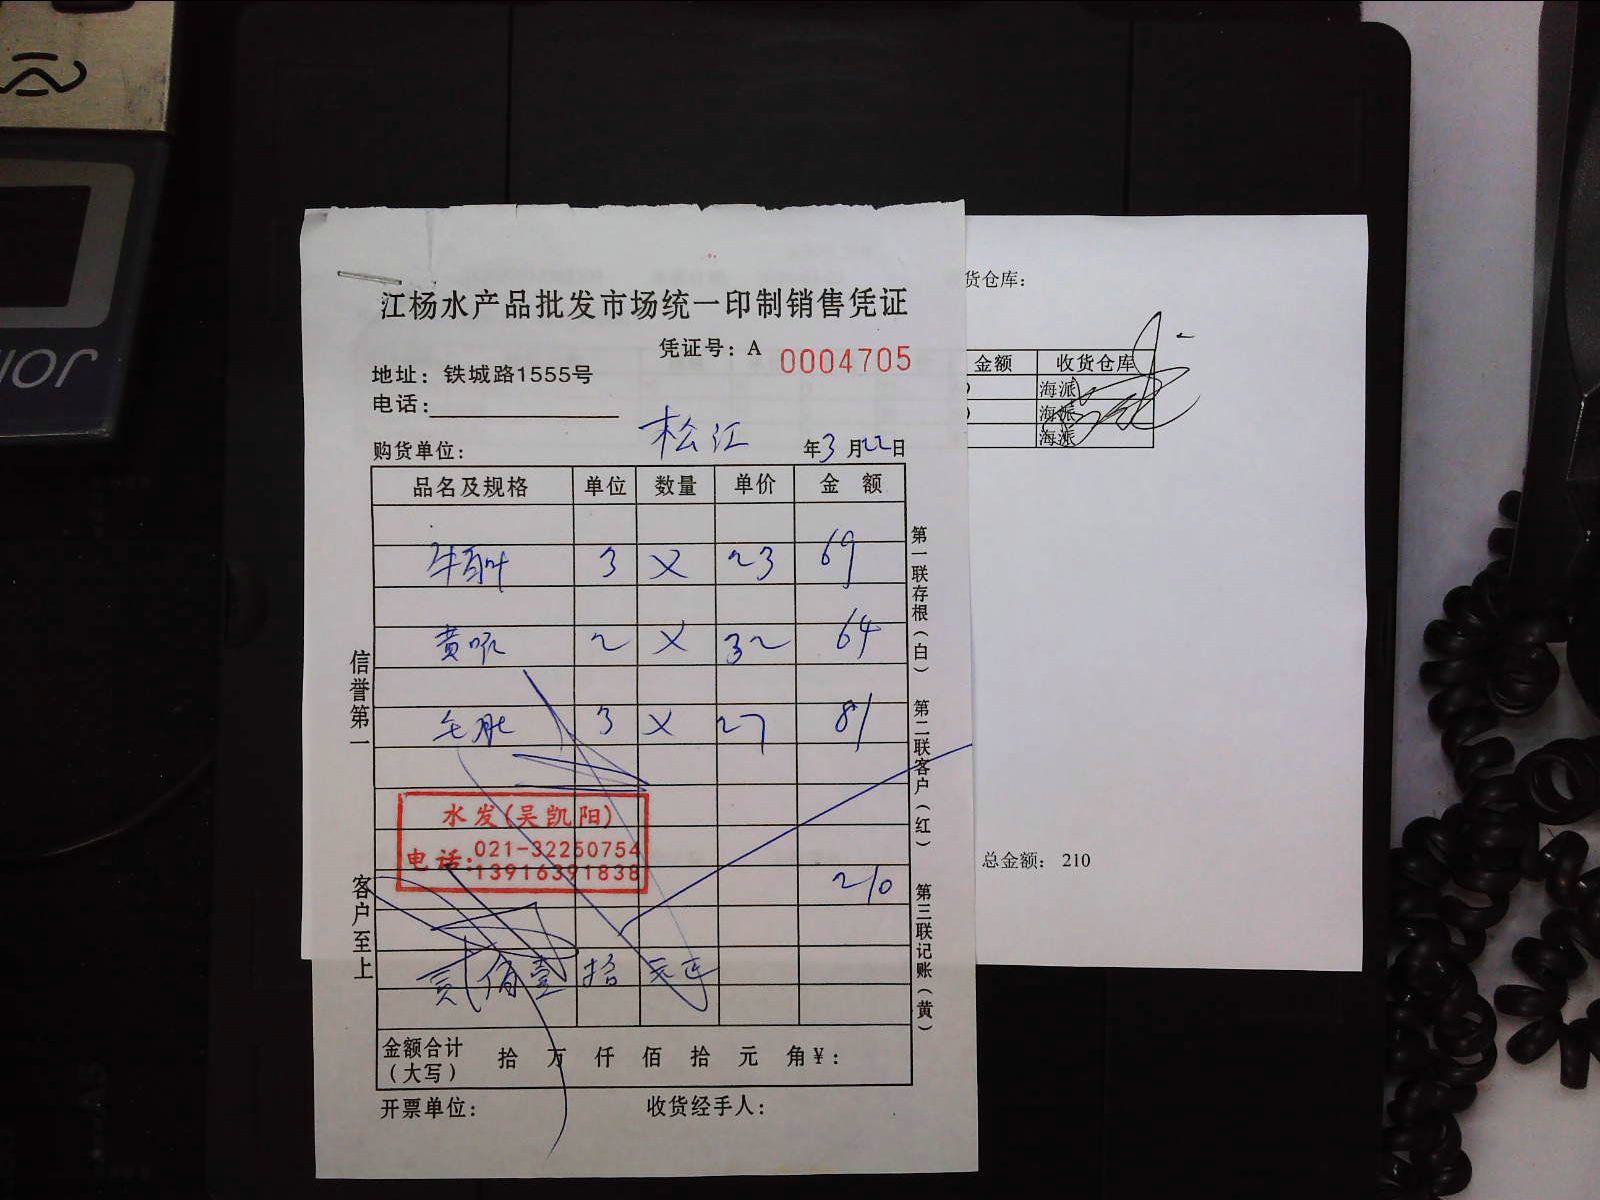 江杨水产品批发市场统一印制销售凭证
凭证号：A 0004705
地址：铁城路1555号
电话：
购货单位： 松江 年3月22日
品名及规格 单位 数量 单价 金 额
牛百叶 3 × 23 69
黄喉 2 × 32 64
毛肚 3 × 27 81
水发(吴凯阳)
电话：021-32250754
13916391838
210
贰佰壹拾元正
金额合计（大写） 拾 万 仟 佰 拾 元 角￥：
开票单位： 收货经手人：
信誉第一
客户至上
第一联存根（白）
第二联客户（红）
第三联记账（黄）
货仓库：
金额 收货仓库
海派
海派
海派
总金额： 210